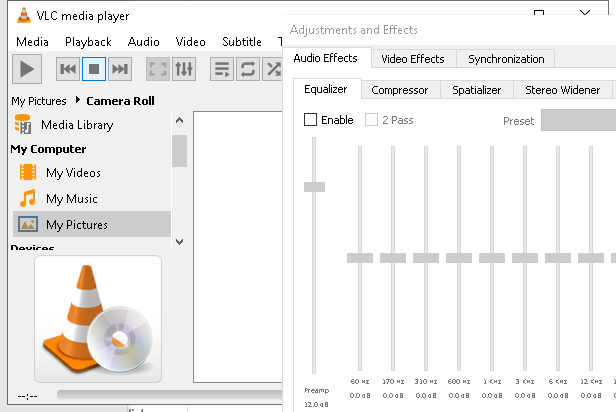 VLC media player
Media Playback Audio Video Subtitle
My Pictures Camera Roll
Media Library
My Computer
My Videos
My Music
My Pictures
Devices
--:--
Adjustments and Effects
Audio Effects Video Effects Synchronization
Equalizer Compressor Spatializer Stereo Widener
Enable 2 Pass Preset
60 Hz 170 Hz 310 Hz 600 Hz 1 KHz 3 KHz 6 KHz 12 KHz
Preamp 0.0 dB 0.0 dB 0.0 dB 0.0 dB 0.0 dB 0.0 dB 0.0 dB 0.0 dB
12.0 dB